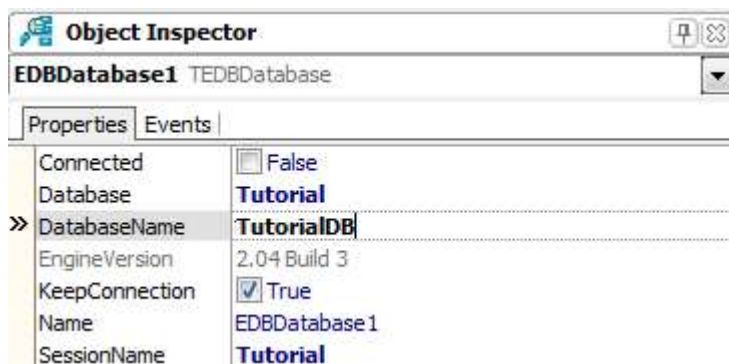 Object Inspector
EDBDatabase1 TEDBDatabase
Properties Events
Connected False
Database Tutorial
» DatabaseName TutorialDB
EngineVersion 2.04 Build 3
KeepConnection True
Name EDBDatabase1
SessionName Tutorial